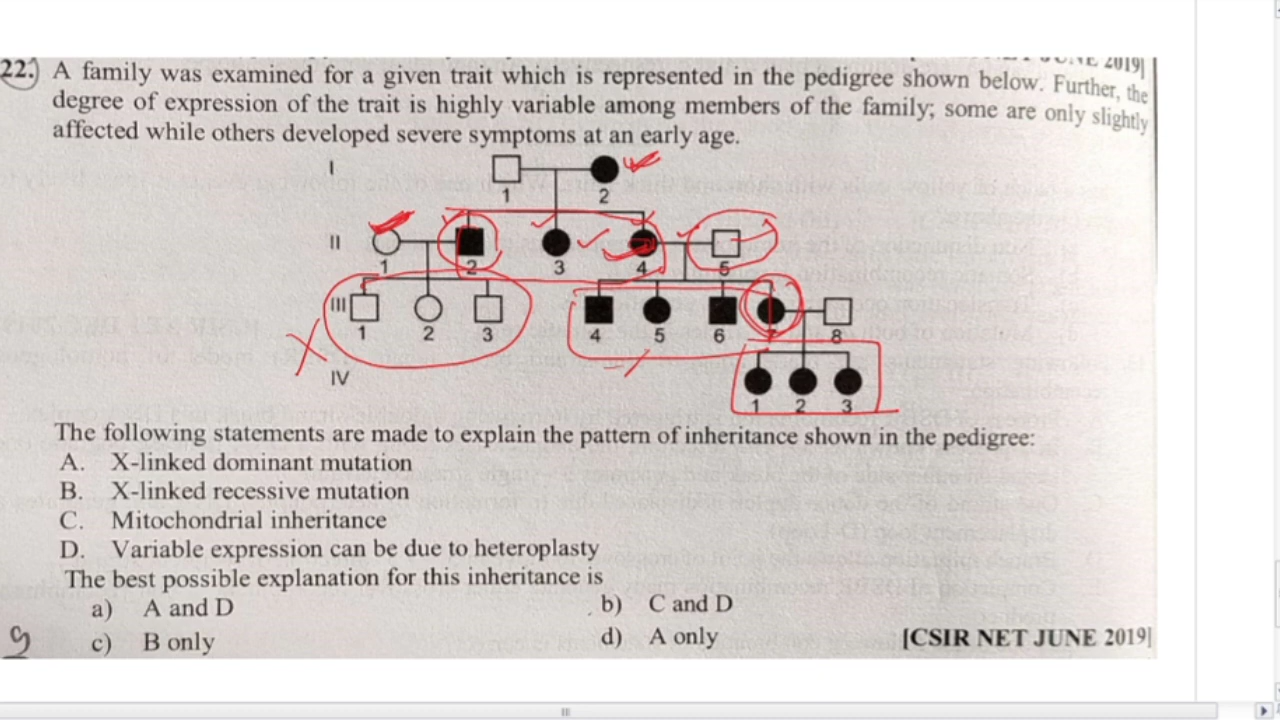 JUNE 2019]
22. A family was examined for a given trait which is represented in the pedigree shown below. Further, the
degree of expression of the trait is highly variable among members of the family; some are only slightly
affected while others developed severe symptoms at an early age.
I
1 2
II
1 2 3 4 5
III
1 2 3 4 5 6 7 8
IV
1 2 3
The following statements are made to explain the pattern of inheritance shown in the pedigree:
A. X-linked dominant mutation
B. X-linked recessive mutation
C. Mitochondrial inheritance
D. Variable expression can be due to heteroplasty
The best possible explanation for this inheritance is
a) A and D b) C and D
c) B only d) A only [CSIR NET JUNE 2019]
9